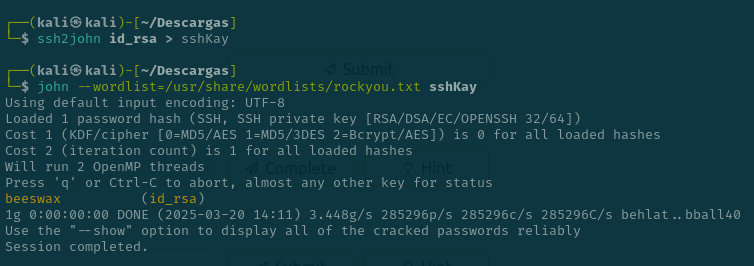 ┌──(kali㉿kali)-[~/Descargas]
└─$ ssh2john id_rsa > sshKay
┌──(kali㉿kali)-[~/Descargas]
└─$ john --wordlist=/usr/share/wordlists/rockyou.txt sshKay
Using default input encoding: UTF-8
Loaded 1 password hash (SSH, SSH private key [RSA/DSA/EC/OPENSSH 32/64])
Cost 1 (KDF/cipher [0=MD5/AES 1=MD5/3DES 2=Bcrypt/AES]) is 0 for all loaded hashes
Cost 2 (iteration count) is 1 for all loaded hashes
Will run 2 OpenMP threads
Press 'q' or Ctrl-C to abort, almost any other key for status
beeswax          (id_rsa)
1g 0:00:00:00 DONE (2025-03-20 14:11) 3.448g/s 285296p/s 285296c/s 285296C/s behlat..bball40
Use the "--show" option to display all of the cracked passwords reliably
Session completed.
Submit
Complete
Hint
Submit
Hint